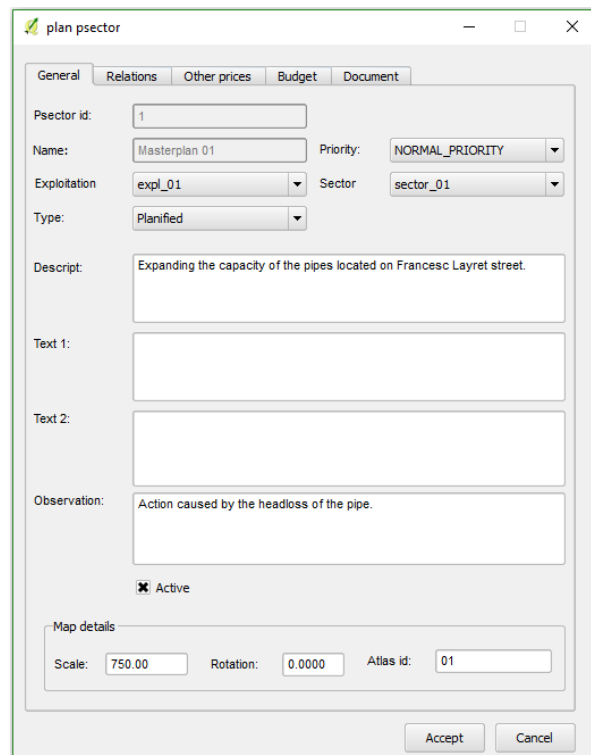 plan psector
General Relations Other prices Budget Document
Psector id: 1
Name: Masterplan 01 Priority: NORMAL_PRIORITY
Exploitation expl_01 Sector sector_01
Type: Planified
Descript: Expanding the capacity of the pipes located on Francesc Layret street.
Text 1:
Text 2:
Observation: Action caused by the headloss of the pipe.
Active
Map details
Scale: 750.00 Rotation: 0.0000 Atlas id: 01
Accept Cancel